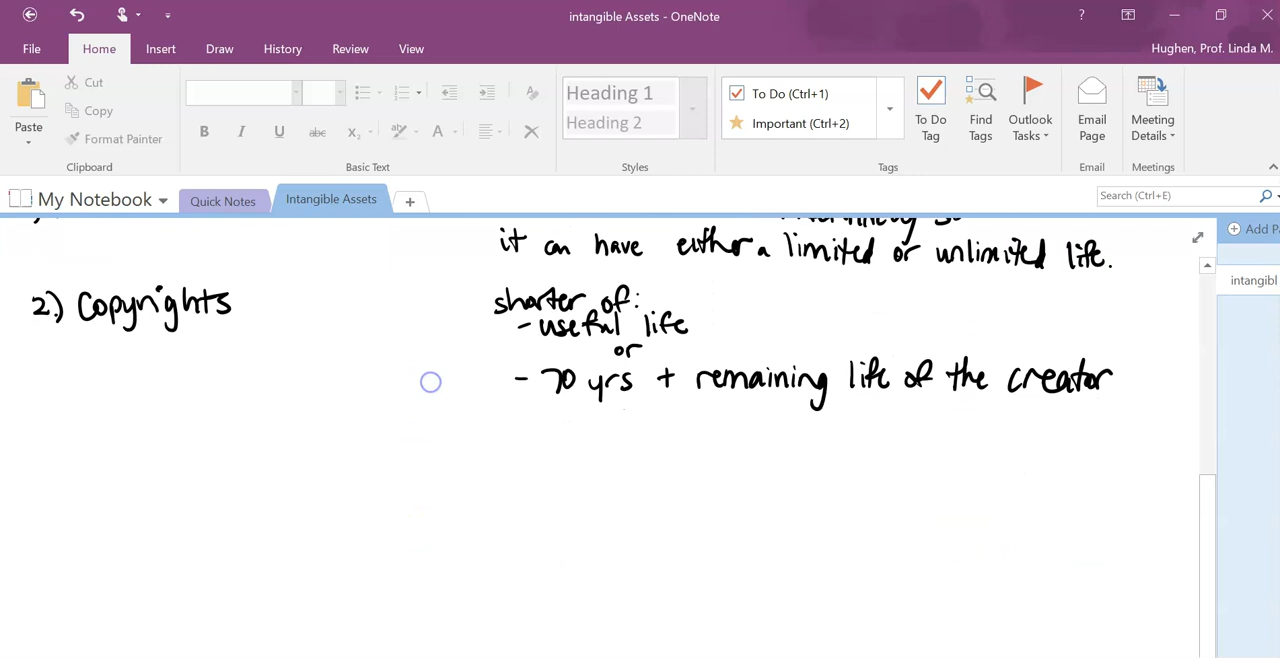 intangible Assets - OneNote
?
File
Home
Insert
Draw
History
Review
View
Hughen, Prof. Linda M.
Paste
Cut
Copy
Format Painter
Clipboard
B I U abc X₂ A
Basic Text
Heading 1
Heading 2
Styles
To Do (Ctrl+1)
Important (Ctrl+2)
To Do Tag
Find Tags
Outlook Tasks
Tags
Email Page
Email
Meeting Details
Meetings
My Notebook
Quick Notes
Intangible Assets
+
Search (Ctrl+E)
Add P
intangibl
it can have either a limited or unlimited life.
2.) Copyrights
shorter of:
- useful life
or
- 70 yrs + remaining life of the creator